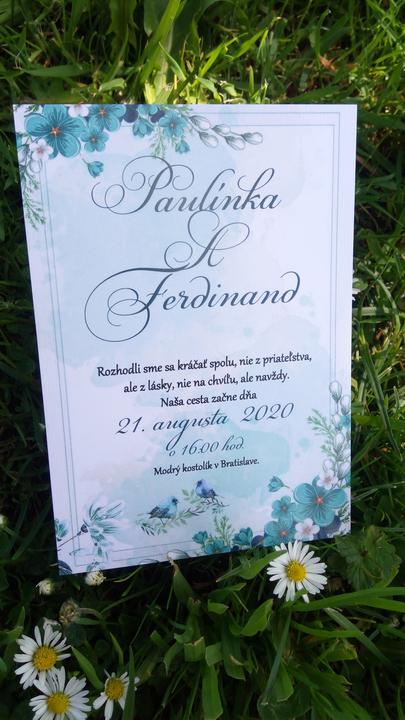 Paulínka
A
Ferdinand
Rozhodli sme sa kráčať spolu, nie z priateľstva,
ale z lásky, nie na chvíľu, ale navždy.
Naša cesta začne dňa
21. augusta 2020
o 16:00 hod.
Modrý kostolík v Bratislave.